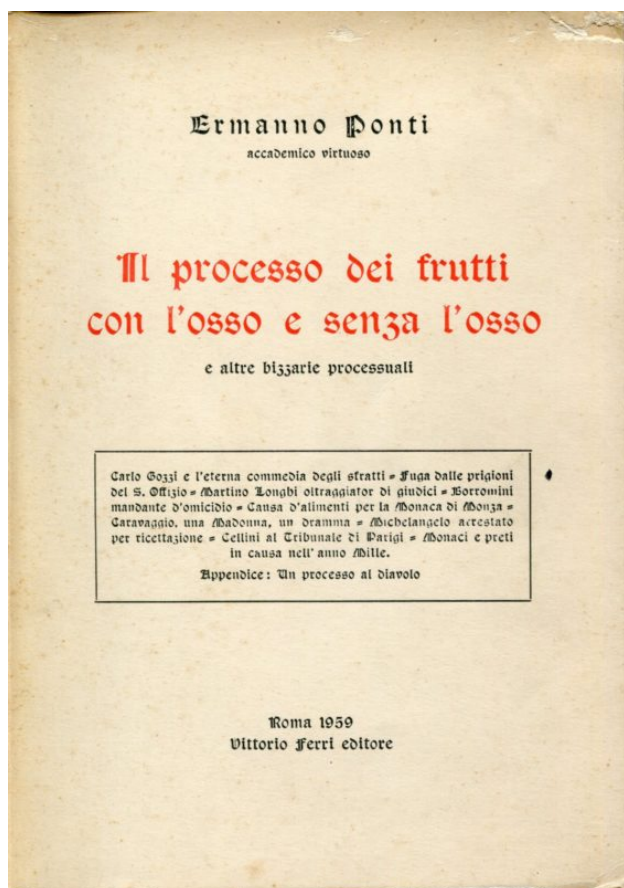 Ermanno Ponti
accademico virtuoso
Il processo dei frutti
con l'osso e senza l'osso
e altre bizzarie processuali
Carlo Gozzi e l'eterna commedia degli sfratti = Fuga dalle prigioni
del S. Offizio = Martino Longhi oltraggiator di giudici = Borromini
mandante d'omicidio = Causa d'alimenti per la Monaca di Monza =
Caravaggio, una Madonna, un dramma = Michelangelo arrestato
per ricettazione = Cellini al Tribunale di Parigi = Monaci e preti
in causa nell'anno Mille.
Appendice: Un processo al diavolo
Roma 1959
Vittorio Ferri editore